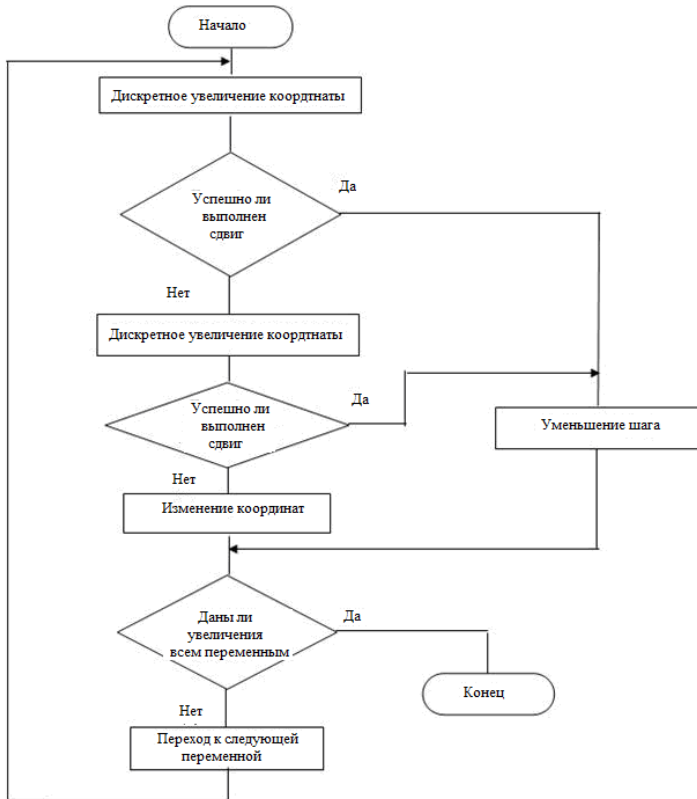 Начало
Дискретное увеличение коордтнаты
Да
Успешно ли
выполнен
сдвиг
Нет
Дискретное увеличение коордтнаты
Да
Успешно ли
выполнен
сдвиг
Уменьшение шага
Нет
Изменение координат
Даны ли
увеличения
всем переменным
Да
Конец
Нет
Переход к следующей
переменной